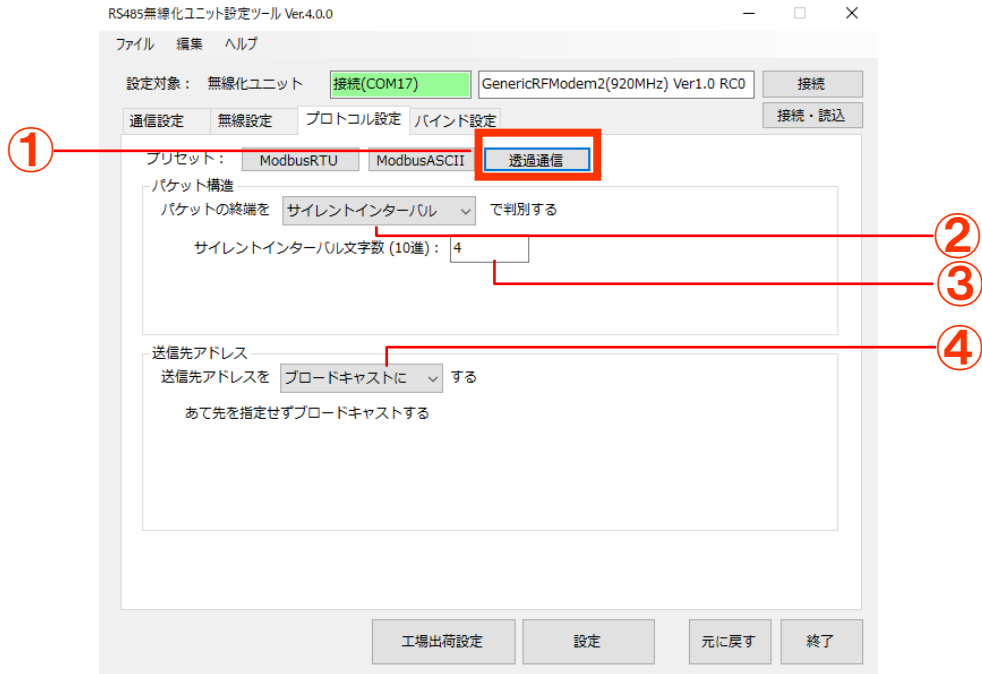 RS485無線化ユニット設定ツール Ver.4.0.0
ファイル 編集 ヘルプ
設定対象： 無線化ユニット 接続(COM17) GenericRFModem2(920MHz) Ver1.0 RC0 接続
通信設定 無線設定 プロトコル設定 バインド設定 接続・読込
①
プリセット： ModbusRTU ModbusASCII 透過通信
パケット構造
パケットの終端を サイレントインターバル で判別する
②
サイレントインターバル文字数 (10進)： 4
③
送信先アドレス
④
送信先アドレスを ブロードキャストに する
あて先を指定せずブロードキャストする
工場出荷設定 設定 元に戻す 終了